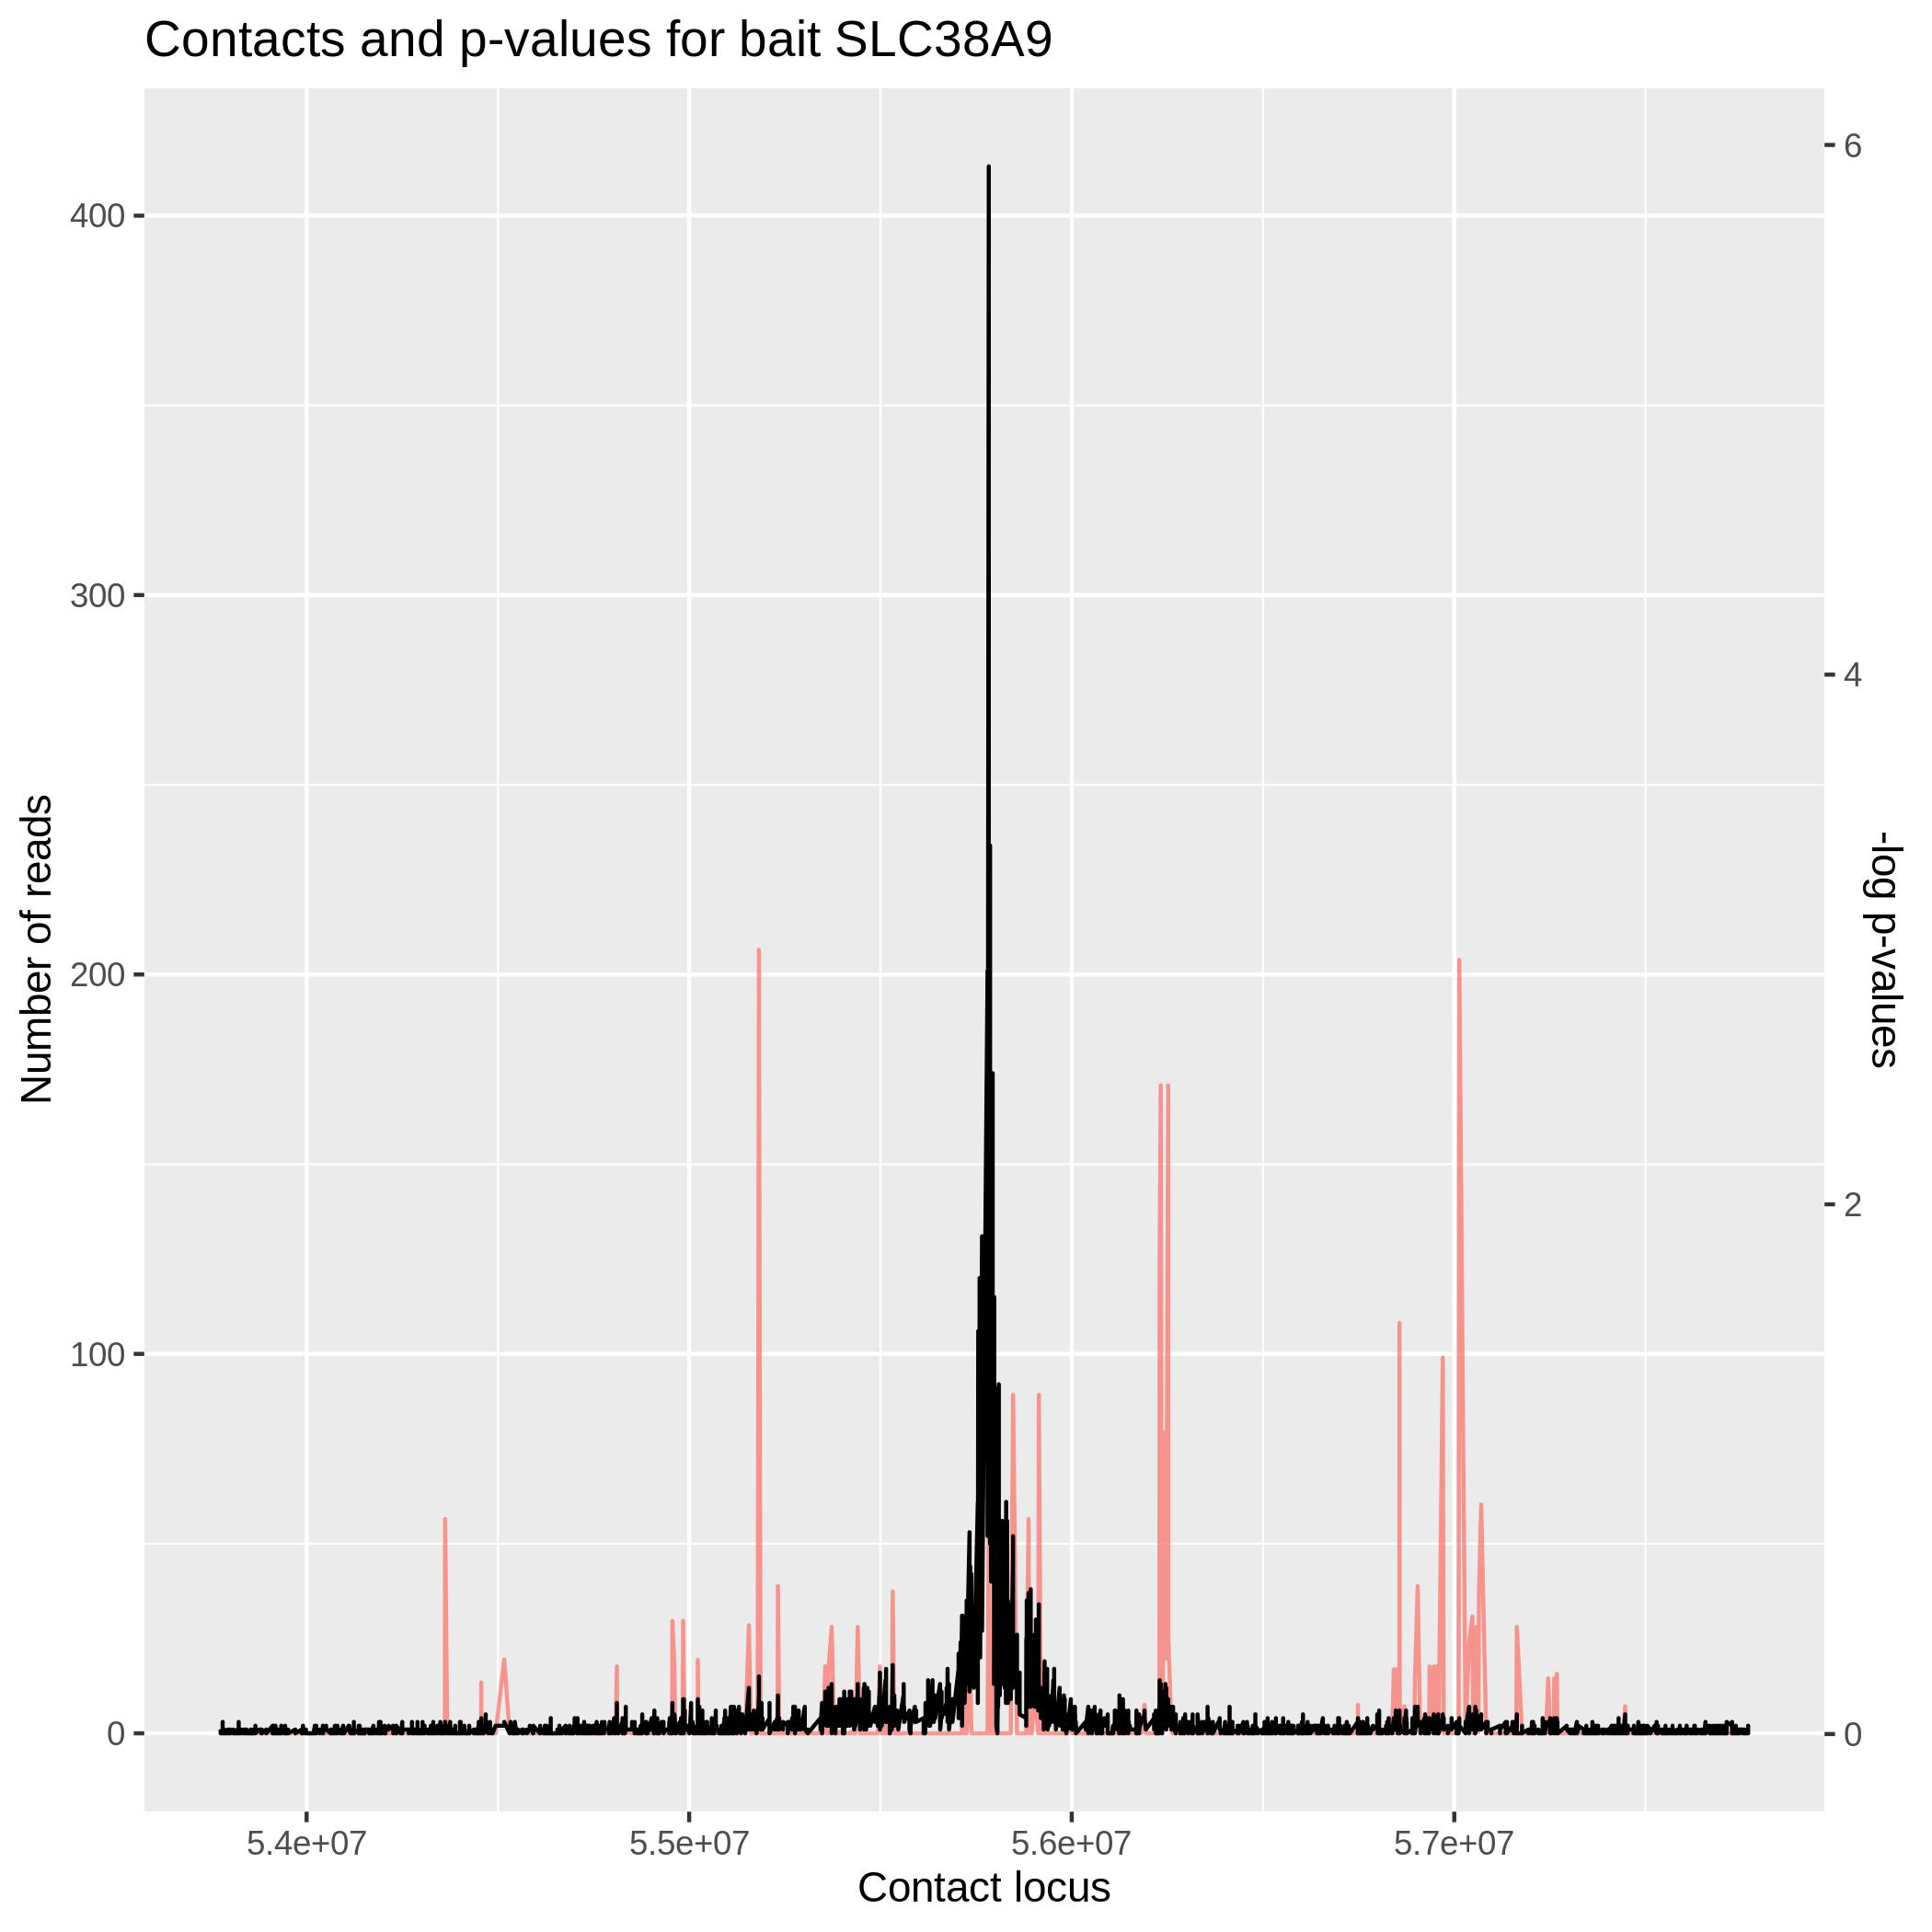 Contacts and p-values for bait SLC38A9
Number of reads
400
300
200
100
0
6
4
2
0
-log p-values
5.4e+07 5.5e+07 5.6e+07 5.7e+07
Contact locus